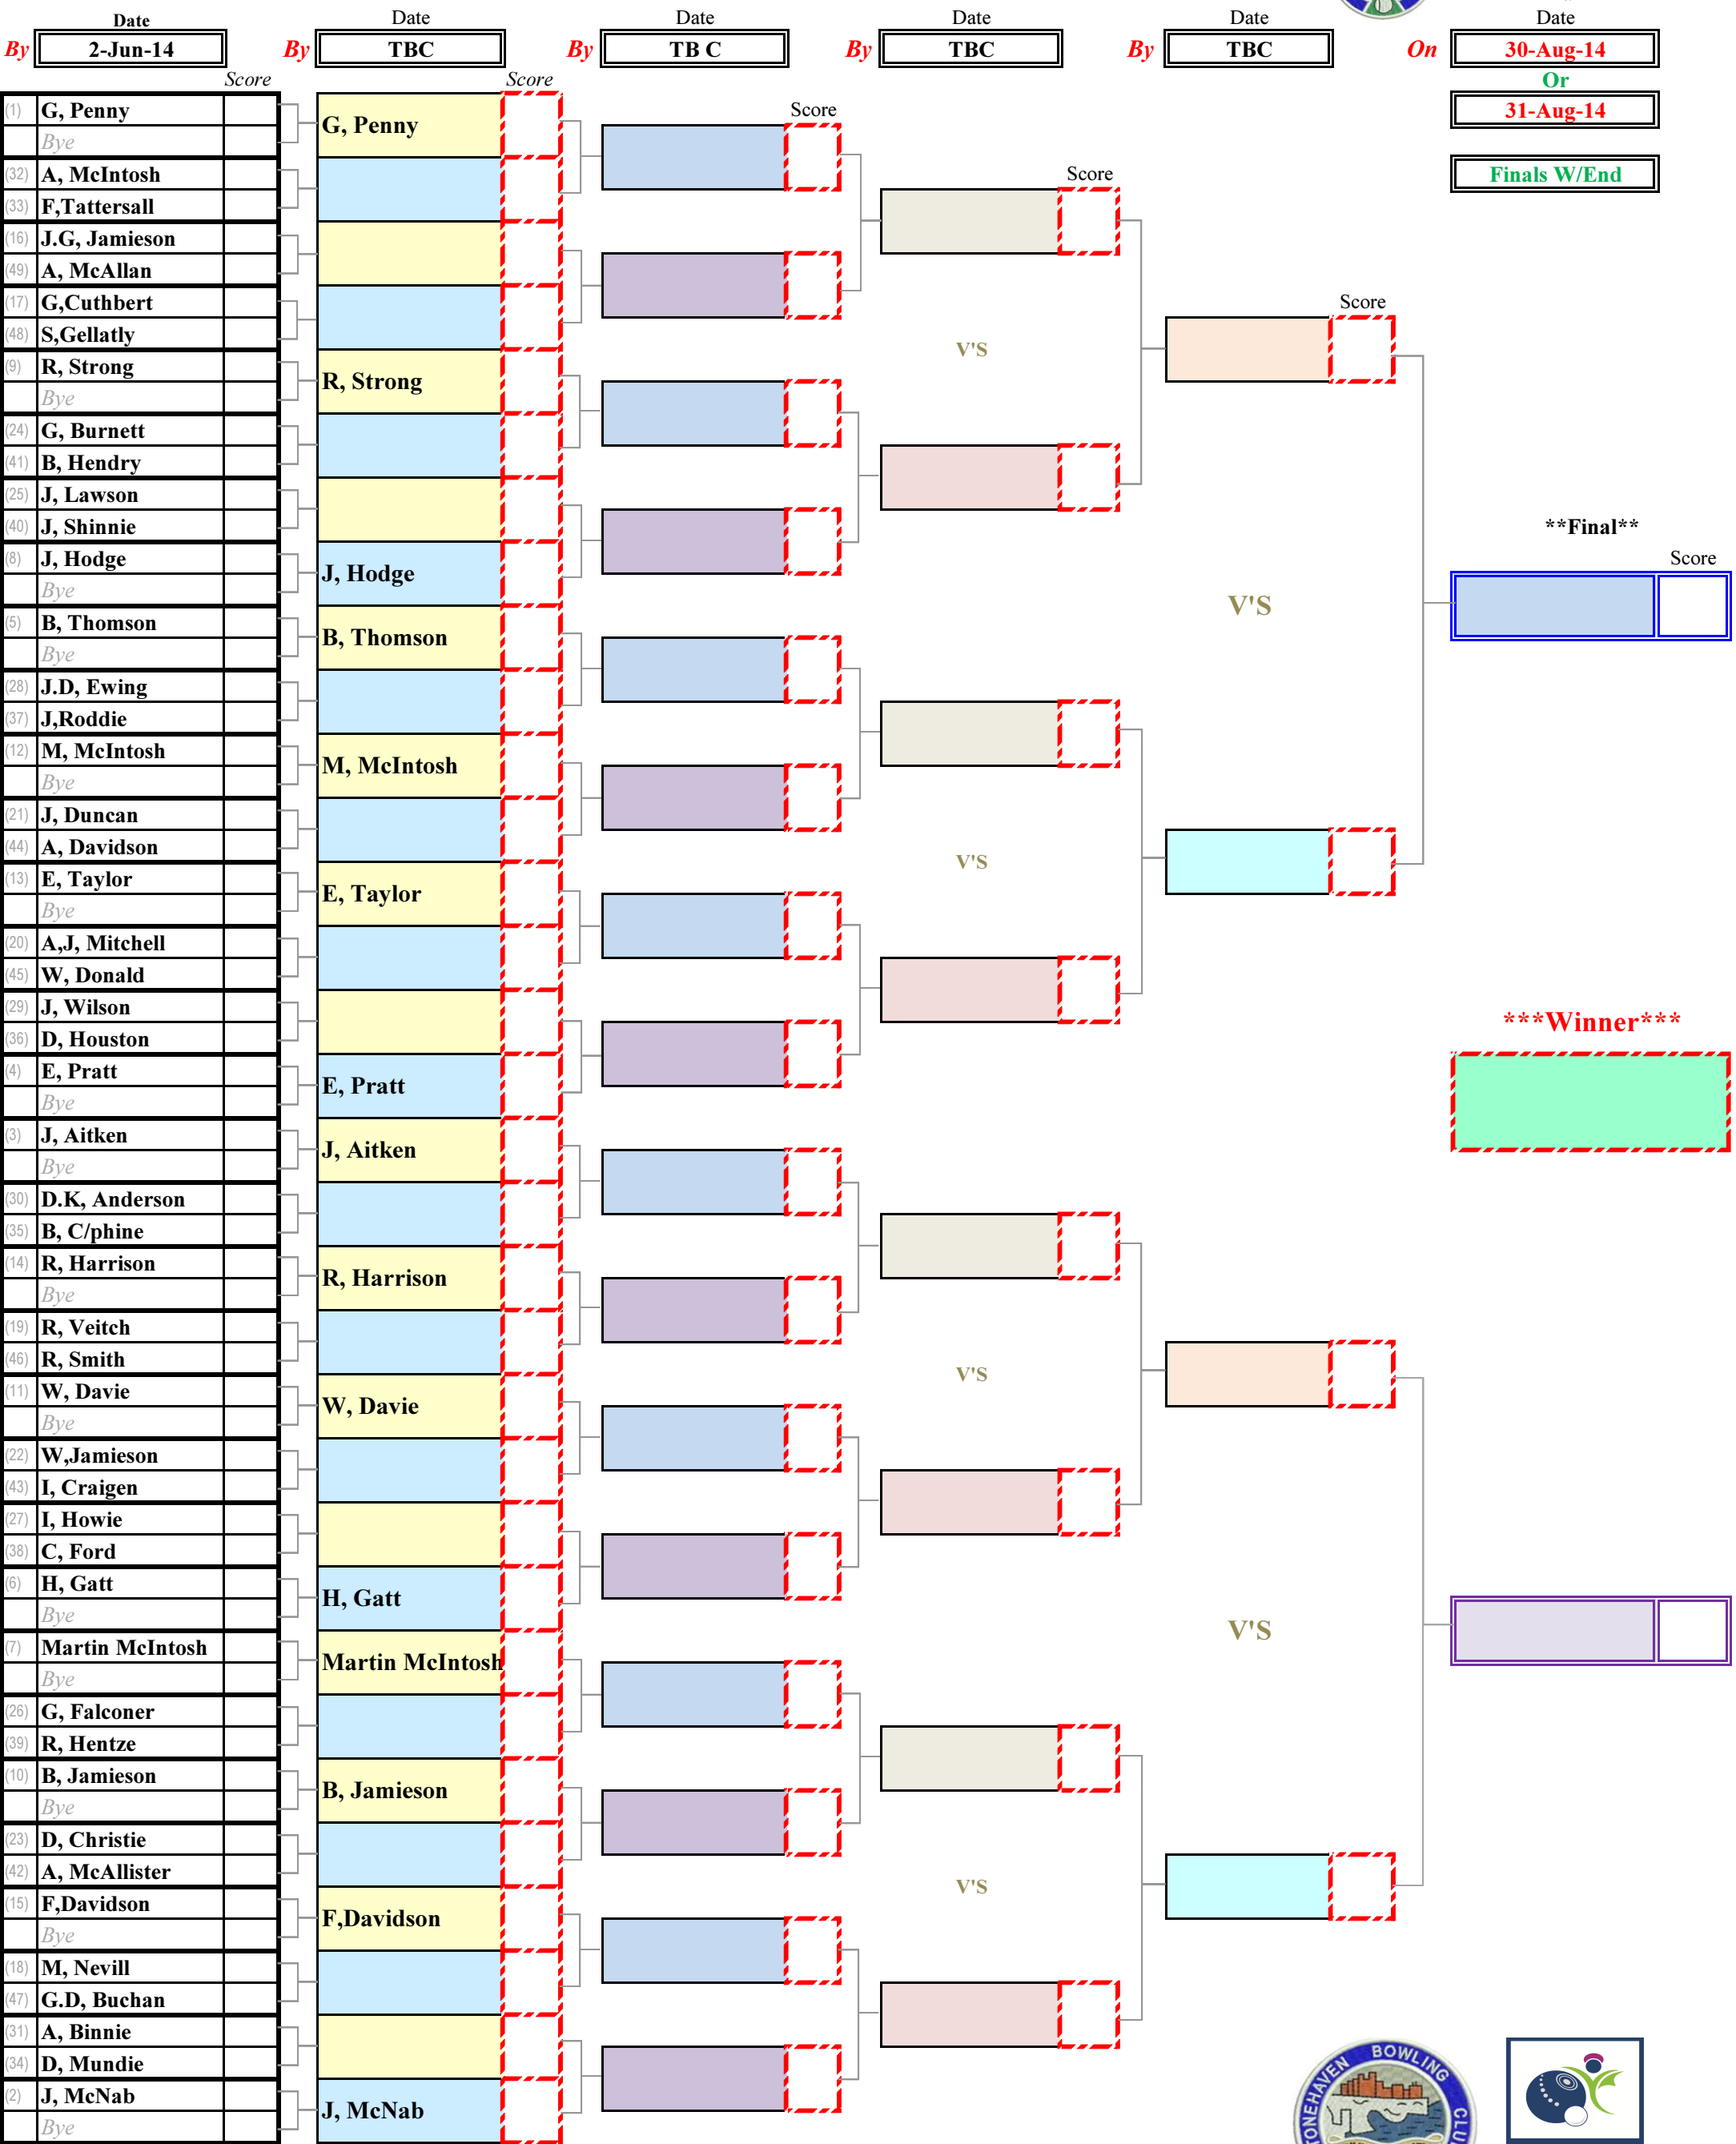 Date Date Date Date Date Date
By 2-Jun-14 By TBC By TB C By TBC By TBC On 30-Aug-14
Or
Score Score
31-Aug-14
Score
Finals W/End
Score
Score
(1) G, Penny
Bye
G, Penny
(32) A, McIntosh
(33) F,Tattersall
(16) J.G, Jamieson
(49) A, McAllan
(17) G,Cuthbert
(48) S,Gellatly
V'S
(9) R, Strong
Bye
R, Strong
(24) G, Burnett
(41) B, Hendry
(25) J, Lawson
(40) J, Shinnie
**Final**
Score
(8) J, Hodge
Bye
J, Hodge
V'S
(5) B, Thomson
Bye
B, Thomson
(28) J.D, Ewing
(37) J,Roddie
(12) M, McIntosh
Bye
M, McIntosh
(21) J, Duncan
(44) A, Davidson
V'S
(13) E, Taylor
Bye
E, Taylor
(20) A,J, Mitchell
(45) W, Donald
(29) J, Wilson
(36) D, Houston
***Winner***
(4) E, Pratt
Bye
E, Pratt
(3) J, Aitken
Bye
J, Aitken
(30) D.K, Anderson
(35) B, C/phine
(14) R, Harrison
Bye
R, Harrison
(19) R, Veitch
(46) R, Smith
V'S
(11) W, Davie
Bye
W, Davie
(22) W,Jamieson
(43) I, Craigen
(27) I, Howie
(38) C, Ford
(6) H, Gatt
Bye
H, Gatt
V'S
(7) Martin McIntosh
Bye
Martin McIntosh
(26) G, Falconer
(39) R, Hentze
(10) B, Jamieson
Bye
B, Jamieson
(23) D, Christie
(42) A, McAllister
V'S
(15) F,Davidson
Bye
F,Davidson
(18) M, Nevill
(47) G.D, Buchan
(31) A, Binnie
(34) D, Mundie
(2) J, McNab
Bye
J, McNab
BOWLING